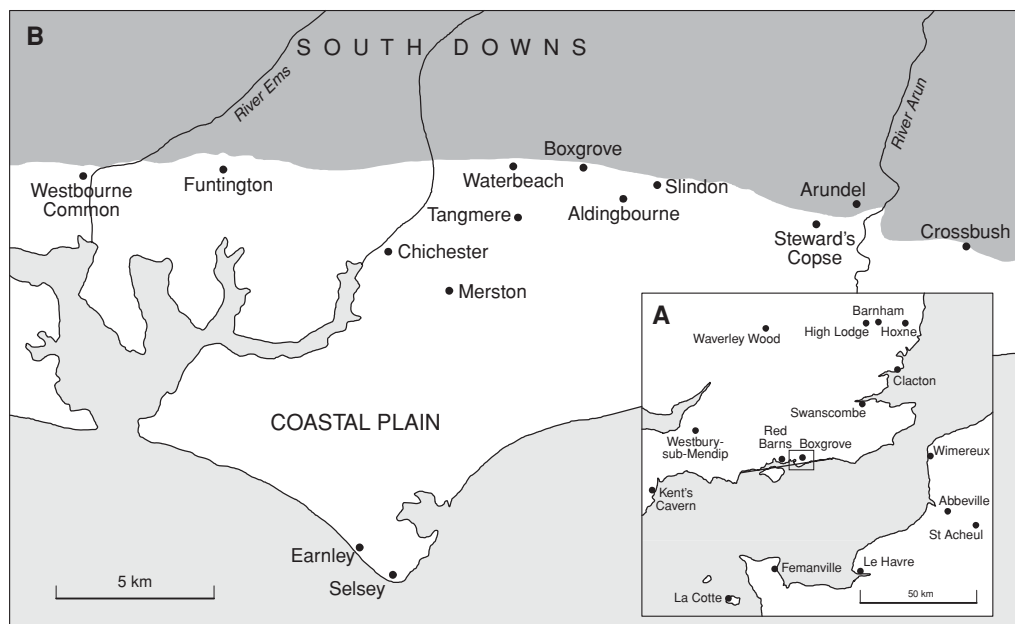 B
SOUTH DOWNS
River Ems
River Arun
Boxgrove
Waterbeach
Slindon
Westbourne
Common
Funtington
Tangmere
Aldingbourne
Arundel
Steward's
Copse
Crossbush
Chichester
Merston
COASTAL PLAIN
Earnley
Selsey
5 km
A
Barnham
Waverley Wood
High Lodge
Hoxne
Clacton
Swanscombe
Red
Barns
Boxgrove
Westbury-
sub-Mendip
Wimereux
Kent's
Cavern
Abbeville
St Acheul
Femanville
Le Havre
La Cotte
50 km